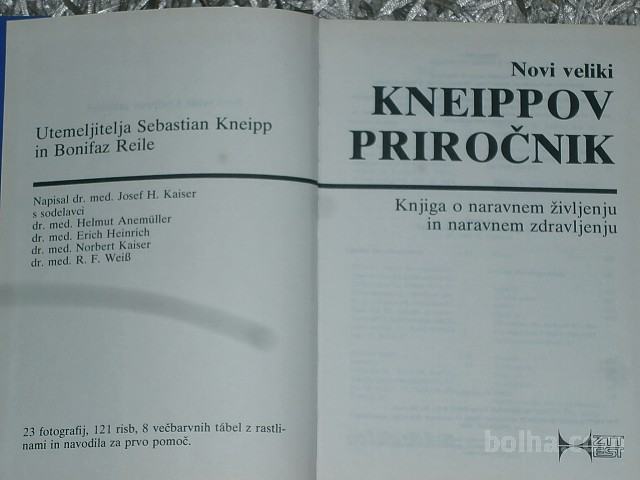 Utemeljitelja Sebastian Kneipp
in Bonifaz Reile
Napisal dr. med. Josef H. Kaiser
s sodelavci
dr. med. Helmut Anemüller
dr. med. Erich Heinrich
dr. med. Norbert Kaiser
dr. med. R. F. Weiß
23 fotografij, 121 risb, 8 večbarvnih tábel z rastli-
nami in navodila za prvo pomoč.
Novi veliki
KNEIPPOV
PRIROČNIK
Knjiga o naravnem življenju
in naravnem zdravljenju
bolha